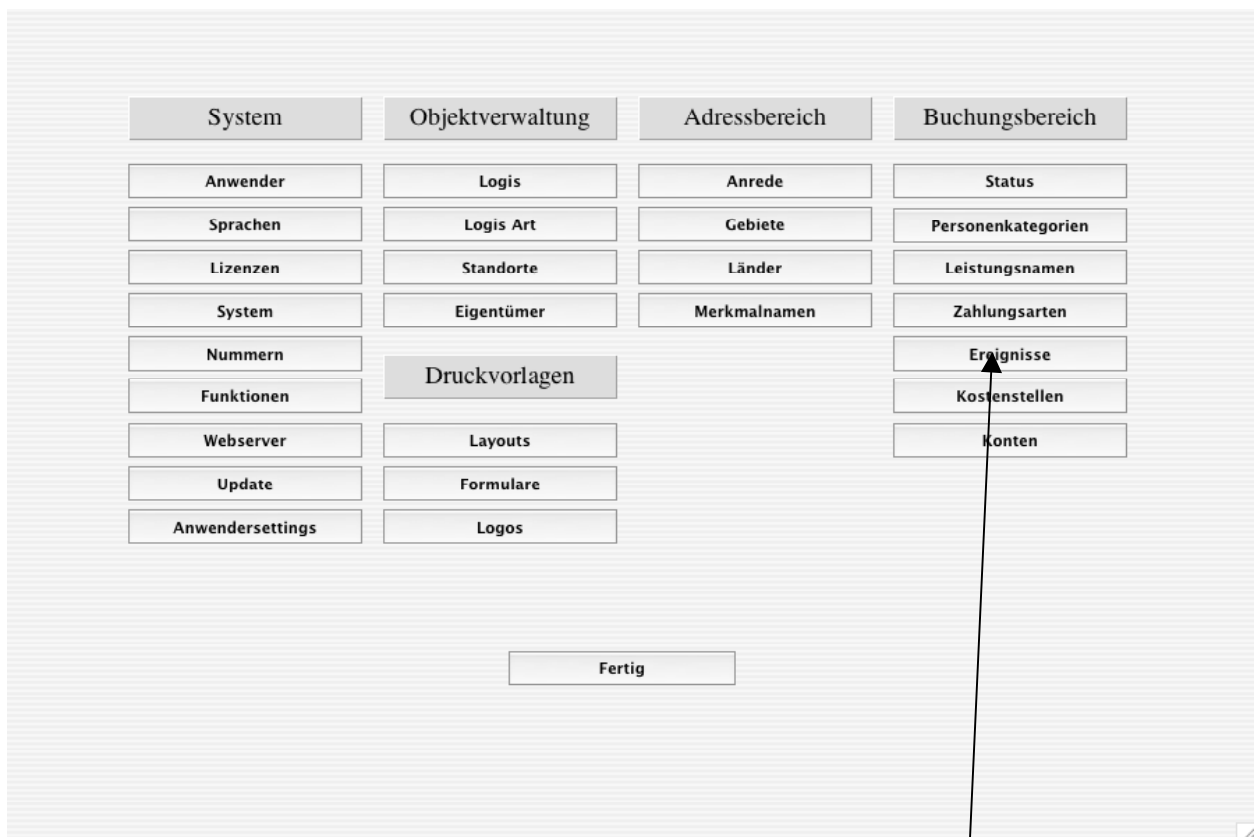 System
Anwender
Sprachen
Lizenzen
System
Nummern
Funktionen
Webserver
Update
Anwendersettings
Objektverwaltung
Logis
Logis Art
Standorte
Eigentümer
Druckvorlagen
Layouts
Formulare
Logos
Adressbereich
Anrede
Gebiete
Länder
Merkmalnamen
Buchungsbereich
Status
Personenkategorien
Leistungsnamen
Zahlungsarten
Ereignisse
Kostenstellen
Konten
Fertig